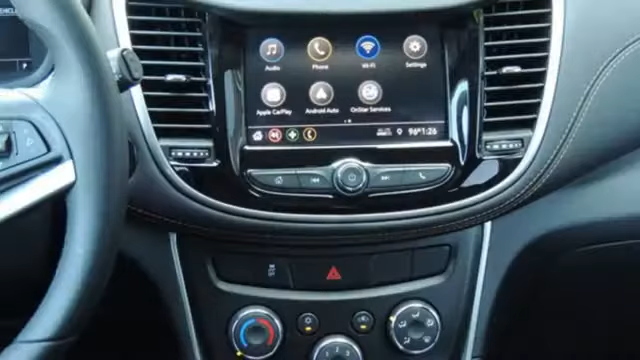 Audio Phone Wi-Fi Settings
Apple CarPlay Android Auto OnStar Services
96° 1:26